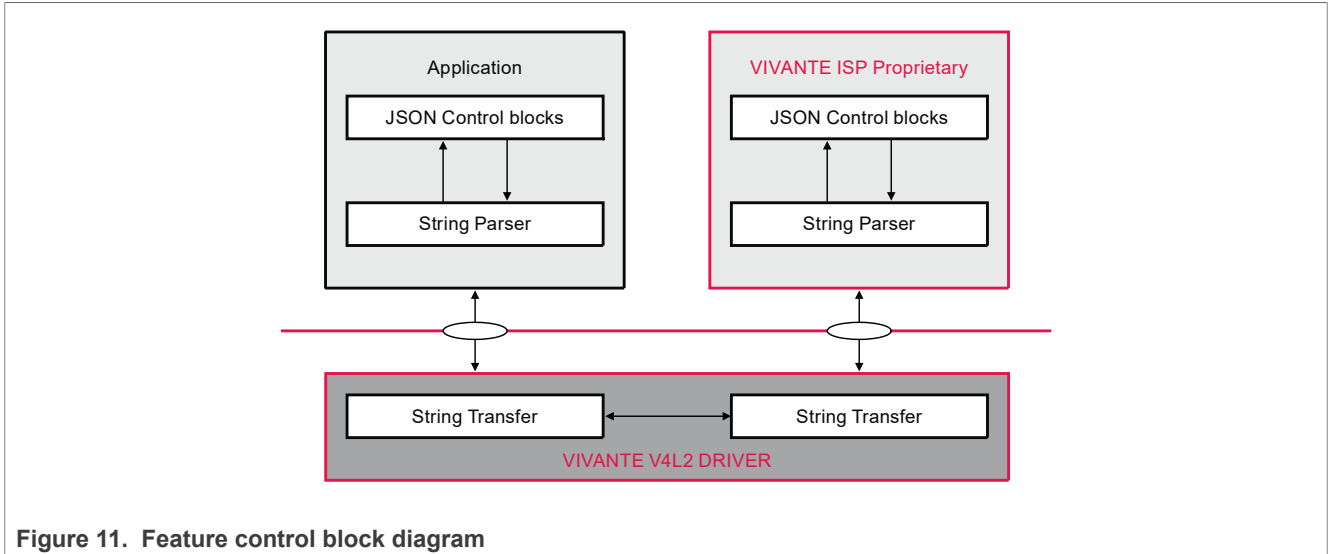 Application
JSON Control blocks
String Parser
VIVANTE ISP Proprietary
JSON Control blocks
String Parser
String Transfer
String Transfer
VIVANTE V4L2 DRIVER
Figure 11. Feature control block diagram